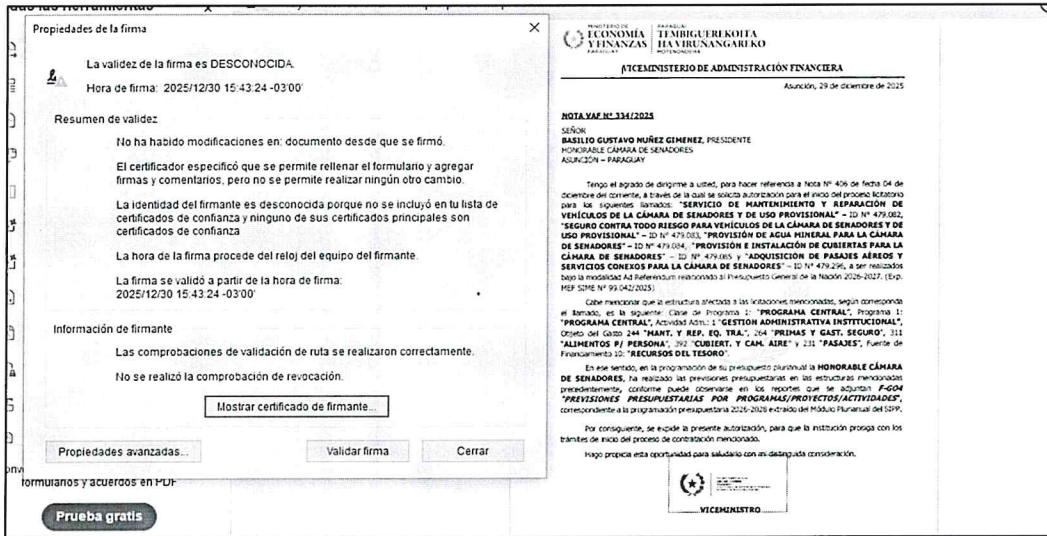 Propiedades de la firma
La validez de la firma es DESCONOCIDA.
Hora de firma: 2025/12/30 15:43:24 -03'00'
Resumen de validez
No ha habido modificaciones en: documento desde que se firmó.
El certificador especificó que se permite rellenar el formulario y agregar
firmas y comentarios, pero no se permite realizar ningún otro cambio.
La identidad del firmante es desconocida porque no se incluyó en tu lista de
certificados de confianza y ninguno de sus certificados principales son
certificados de confianza
La hora de la firma procede del reloj del equipo del firmante.
La firma se validó a partir de la hora de firma:
2025/12/30 15:43:24 -03'00'
Información de firmante
Las comprobaciones de validación de ruta se realizaron correctamente.
No se realizó la comprobación de revocación.
Mostrar certificado de firmante...
Propiedades avanzadas...
Validar firma
Cerrar
formularios y acuerdos en PDF
Prueba gratis
MINISTERIO DE
ECONOMÍA
Y FINANZAS
PARAGUAY
PARAGUÁI
TEMBIGUEREKOITA
HA VIRUÑANGAREKO
MOTENONDEHA
VICEMINISTERIO DE ADMINISTRACIÓN FINANCIERA
Asunción, 29 de diciembre de 2025
NOTA VAF Nº 334/2025
SEÑOR
BASILIO GUSTAVO NUÑEZ GIMENEZ, PRESIDENTE
HONORABLE CÁMARA DE SENADORES
ASUNCIÓN – PARAGUAY
Tengo el agrado de dirigirme a usted, para hacer referencia a Nota Nº 406 de fecha 04 de
diciembre del corriente, a través de la cual se solicita autorización para el inicio del proceso licitatorio
para los siguientes llamados: "SERVICIO DE MANTENIMIENTO Y REPARACIÓN DE
VEHÍCULOS DE LA CÁMARA DE SENADORES Y DE USO PROVISIONAL" – ID Nº 479.082,
"SEGURO CONTRA TODO RIESGO PARA VEHÍCULOS DE LA CÁMARA DE SENADORES Y DE
USO PROVISIONAL" – ID Nº 479.083, "PROVISIÓN DE AGUA MINERAL PARA LA CÁMARA
DE SENADORES" – ID Nº 479.084, "PROVISIÓN E INSTALACIÓN DE CUBIERTAS PARA LA
CÁMARA DE SENADORES" – ID Nº 479.085 y "ADQUISICIÓN DE PASAJES AÉREOS Y
SERVICIOS CONEXOS PARA LA CÁMARA DE SENADORES" – ID Nº 479.296, a ser realizados
bajo la modalidad Ad Referendum relacionado al Presupuesto General de la Nación 2026-2027. (Exp.
MEF SIME Nº 99.042/2025)
Cabe mencionar que la estructura afectada a las licitaciones mencionadas, según corresponda
el llamado, es la siguiente: Clase de Programa 1: "PROGRAMA CENTRAL", Programa 1:
"PROGRAMA CENTRAL", Actividad Adm.: 1 "GESTION ADMINISTRATIVA INSTITUCIONAL",
Objeto del Gasto 244 "MANT. Y REP. EQ. TRA.", 264 "PRIMAS Y GAST. SEGURO", 311
"ALIMENTOS P/ PERSONA", 392 "CUBIERT. Y CAM. AIRE" y 231 "PASAJES", Fuente de
Financiamiento 10: "RECURSOS DEL TESORO".
En ese sentido, en la programación de su presupuesto plurianual la HONORABLE CÁMARA
DE SENADORES, ha realizado las previsiones presupuestarias en las estructuras mencionadas
precedentemente, conforme puede observarse en los reportes que se adjuntan F-G04
"PREVISIONES PRESUPUESTARIAS POR PROGRAMAS/PROYECTOS/ACTIVIDADES",
correspondiente a la programación presupuestaria 2026-2028 extraído del Módulo Plurianual del SIPP.
Por consiguiente, se expide la presente autorización, para que la institución prosiga con los
trámites de inicio del proceso de contratación mencionado.
Hago propicia esta oportunidad para saludarlo con mi distinguida consideración.
VICEMINISTRO